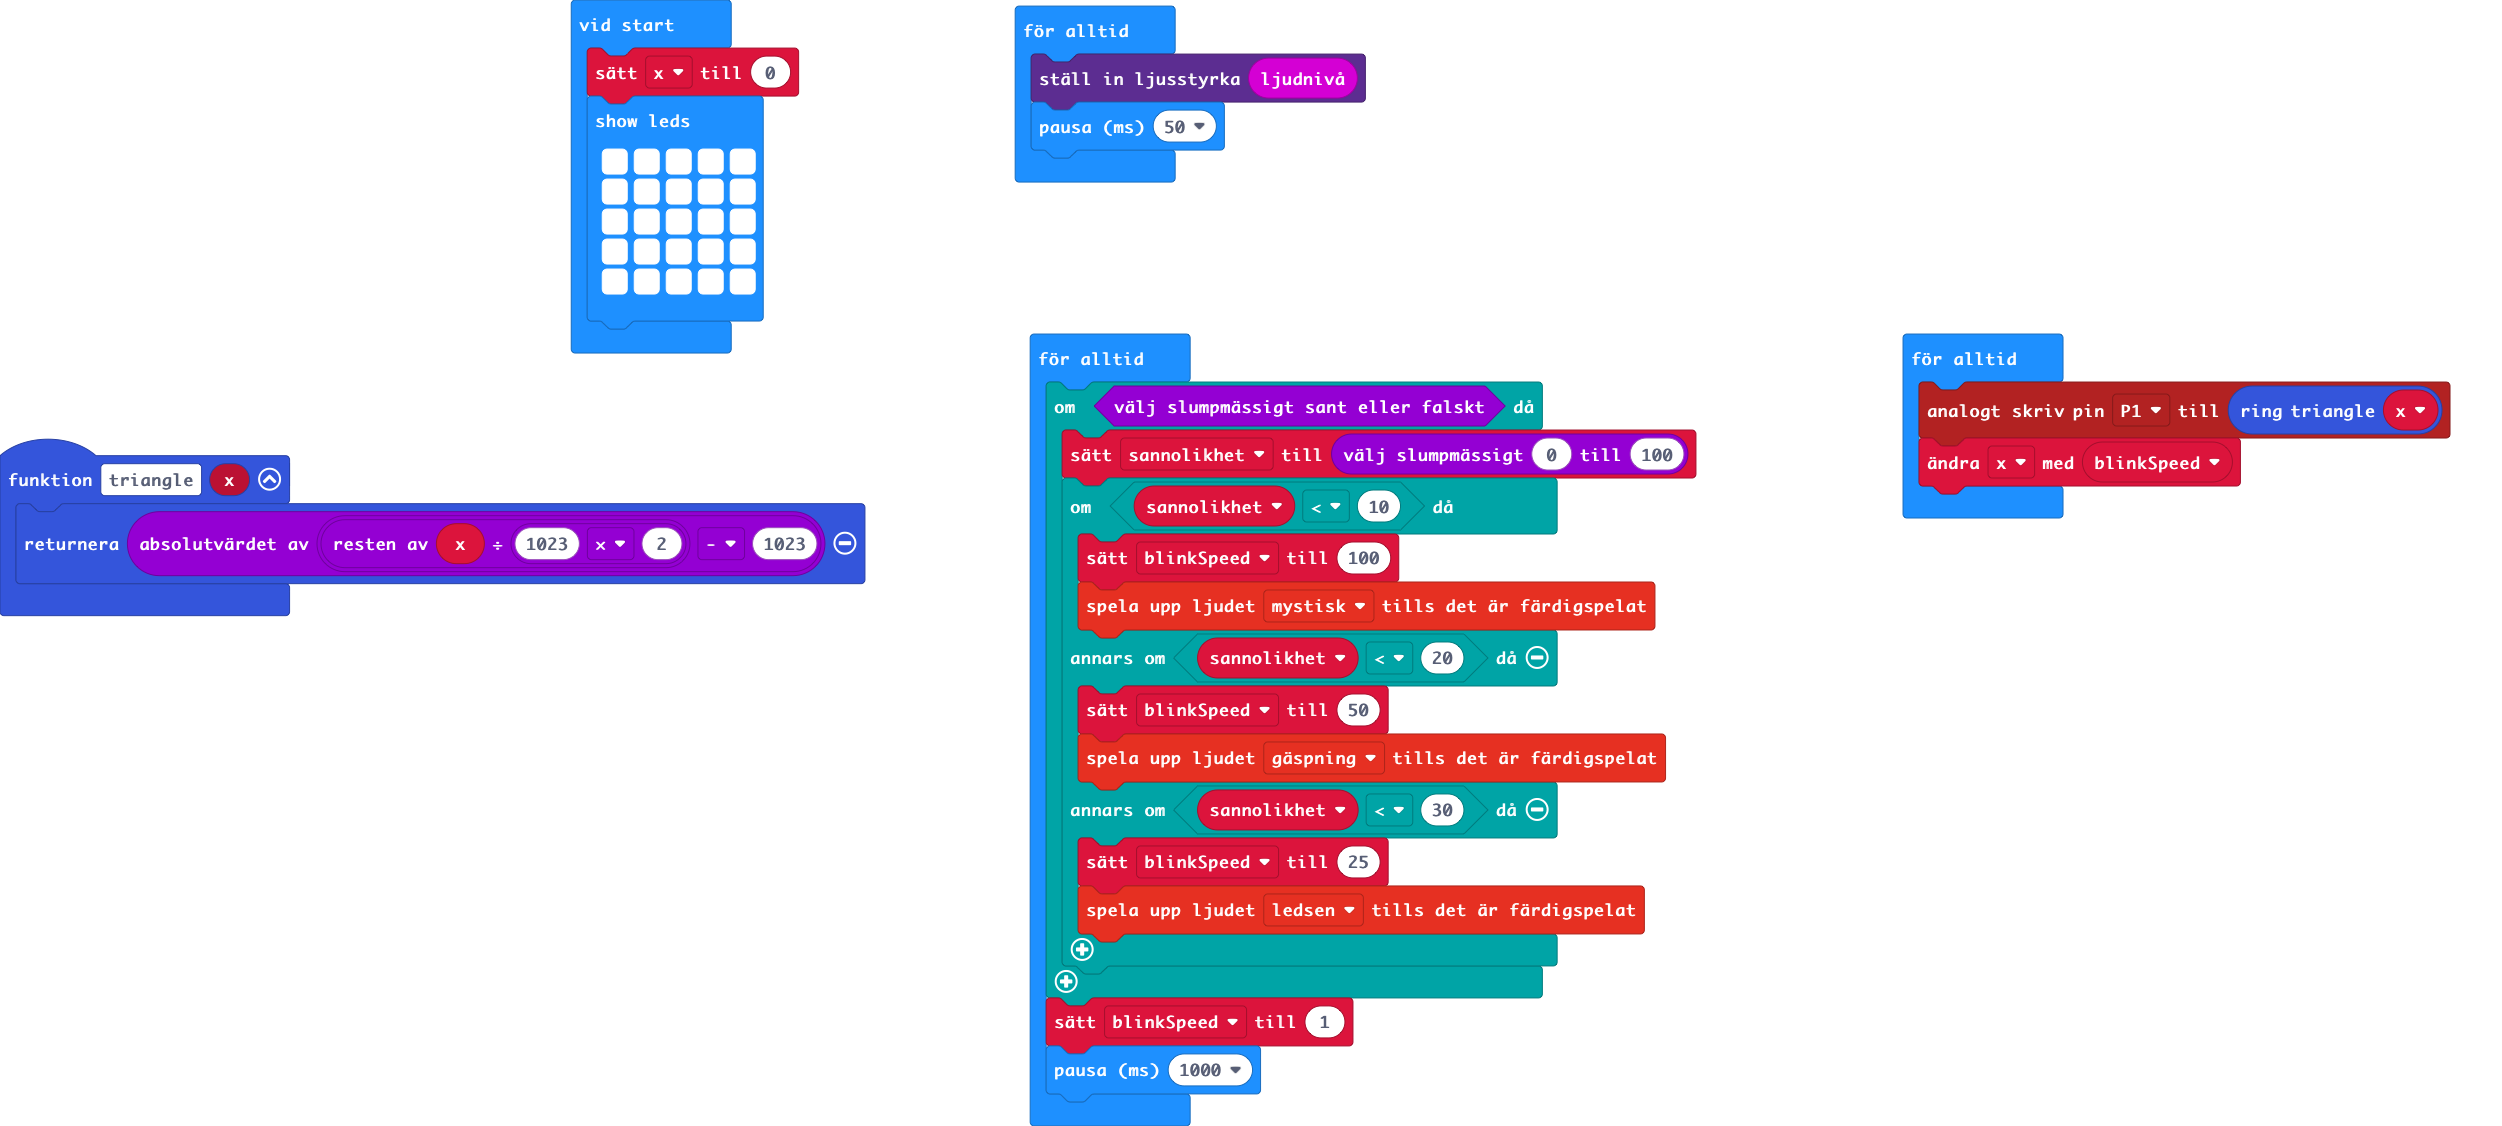 vid start
sätt x till 0
show leds
för alltid
ställ in ljusstyrka ljudnivå
pausa (ms) 50
funktion triangle x
returnera absolutvärdet av resten av x ÷ 1023 x 2 - 1023
för alltid
om välj slumpmässigt sant eller falskt då
sätt sannolikhet till välj slumpmässigt 0 till 100
om sannolikhet < 10 då
sätt blinkSpeed till 100
spela upp ljudet mystisk tills det är färdigspelat
annars om sannolikhet < 20 då
sätt blinkSpeed till 50
spela upp ljudet gäspning tills det är färdigspelat
annars om sannolikhet < 30 då
sätt blinkSpeed till 25
spela upp ljudet ledsen tills det är färdigspelat
sätt blinkSpeed till 1
pausa (ms) 1000
för alltid
analogt skriv pin P1 till ring triangle x
ändra x med blinkSpeed